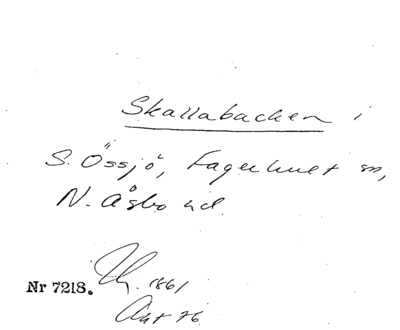 Skallabacken i
S. Össjö, Fagerhult sn,
N. Åsbo hd.
Nr 7218. 1861